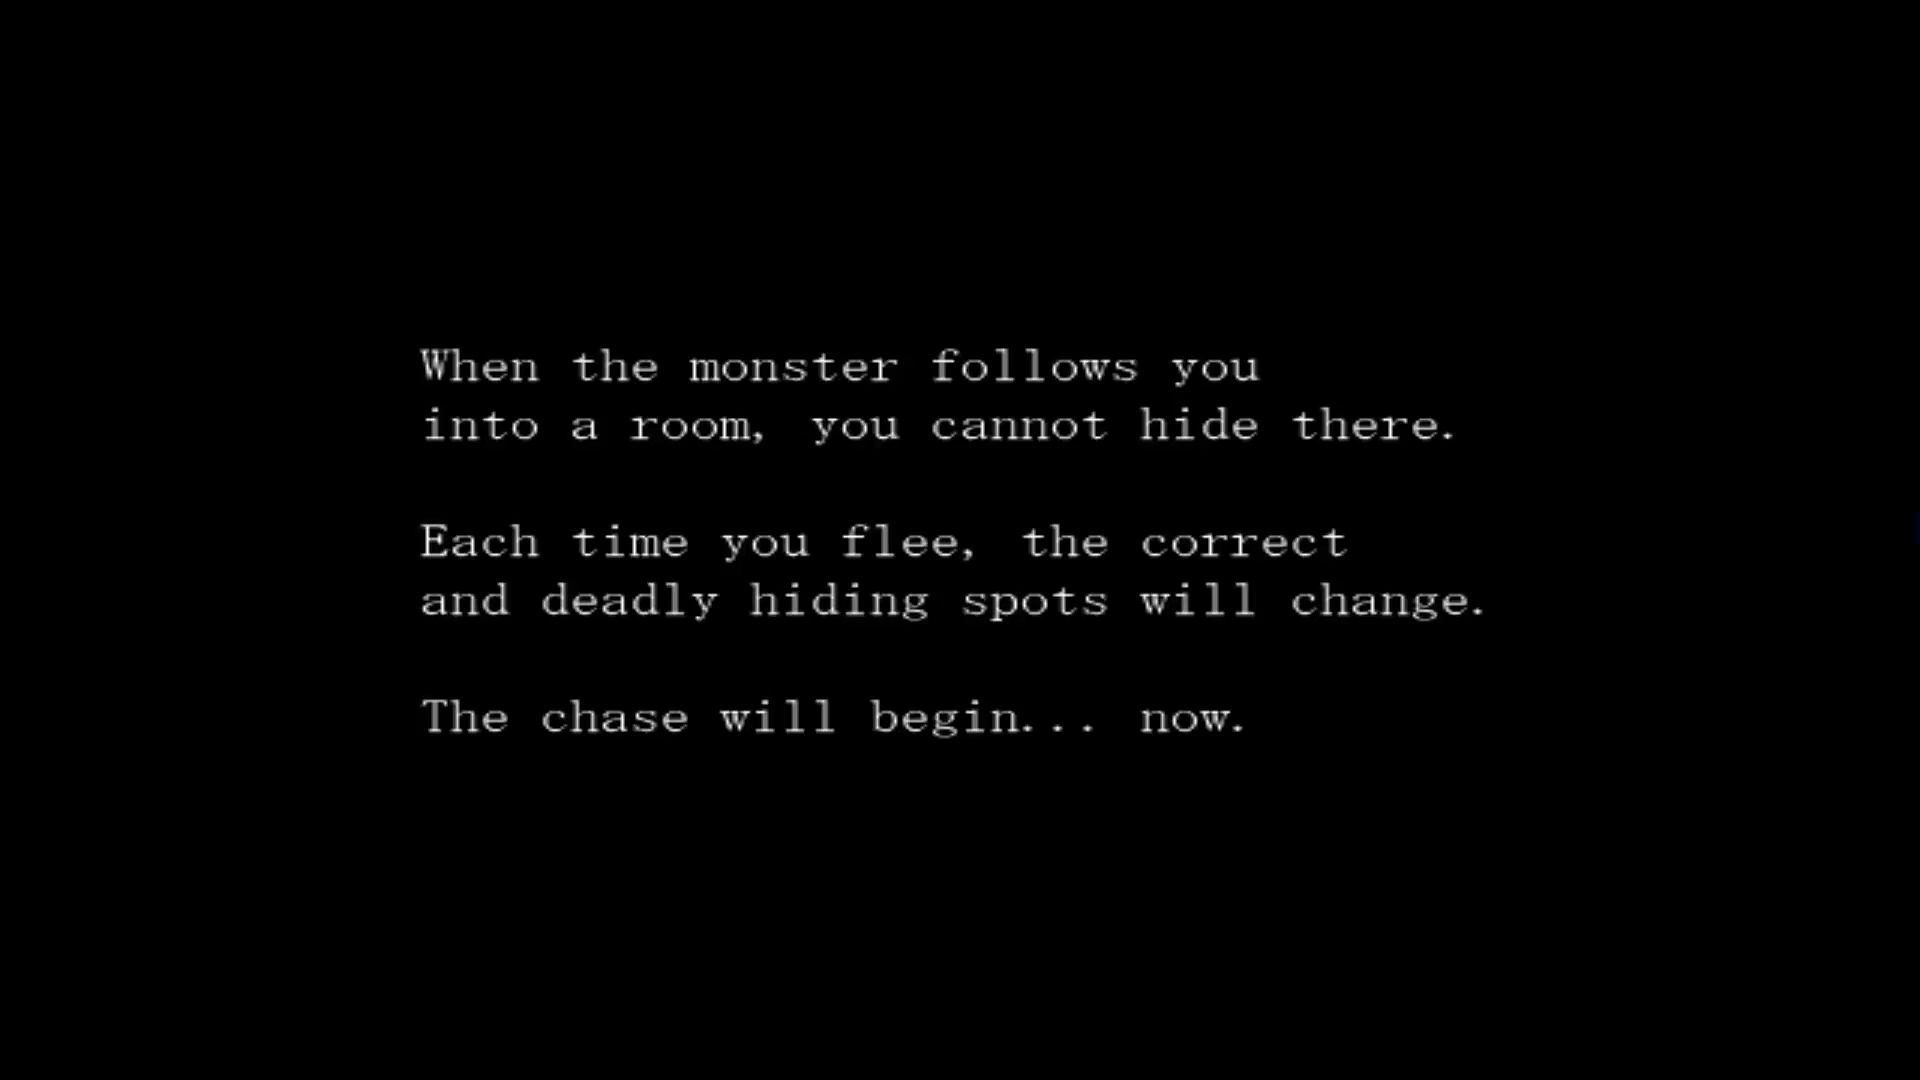 When the monster follows you
into a room, you cannot hide there.
Each time you flee, the correct
and deadly hiding spots will change.
The chase will begin... now.